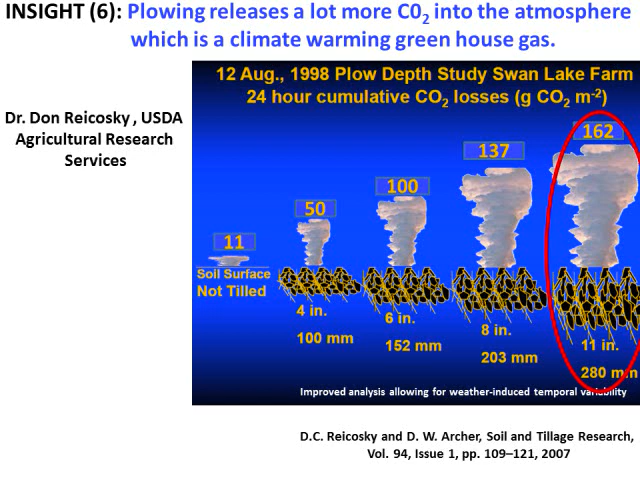 INSIGHT (6): Plowing releases a lot more C0₂ into the atmosphere
which is a climate warming green house gas.
Dr. Don Reicosky , USDA
Agricultural Research
Services
12 Aug., 1998 Plow Depth Study Swan Lake Farm
24 hour cumulative CO₂ losses (g CO₂ m⁻²)
11
50
100
137
162
Soil Surface
Not Tilled
4 in.
100 mm
6 in.
152 mm
8 in.
203 mm
11 in.
280 mm
Improved analysis allowing for weather-induced temporal variability
D.C. Reicosky and D. W. Archer, Soil and Tillage Research,
Vol. 94, Issue 1, pp. 109–121, 2007